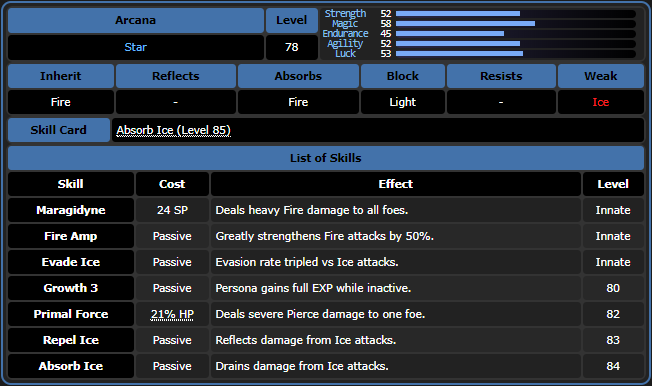 Arcana Level
Star 78
Strength 52
Magic 58
Endurance 45
Agility 52
Luck 53
Inherit Reflects Absorbs Block Resists Weak
Fire - Fire Light - Ice
Skill Card Absorb Ice (Level 85)
List of Skills
Skill Cost Effect Level
Maragidyne 24 SP Deals heavy Fire damage to all foes. Innate
Fire Amp Passive Greatly strengthens Fire attacks by 50%. Innate
Evade Ice Passive Evasion rate tripled vs Ice attacks. Innate
Growth 3 Passive Persona gains full EXP while inactive. 80
Primal Force 21% HP Deals severe Pierce damage to one foe. 82
Repel Ice Passive Reflects damage from Ice attacks. 83
Absorb Ice Passive Drains damage from Ice attacks. 84